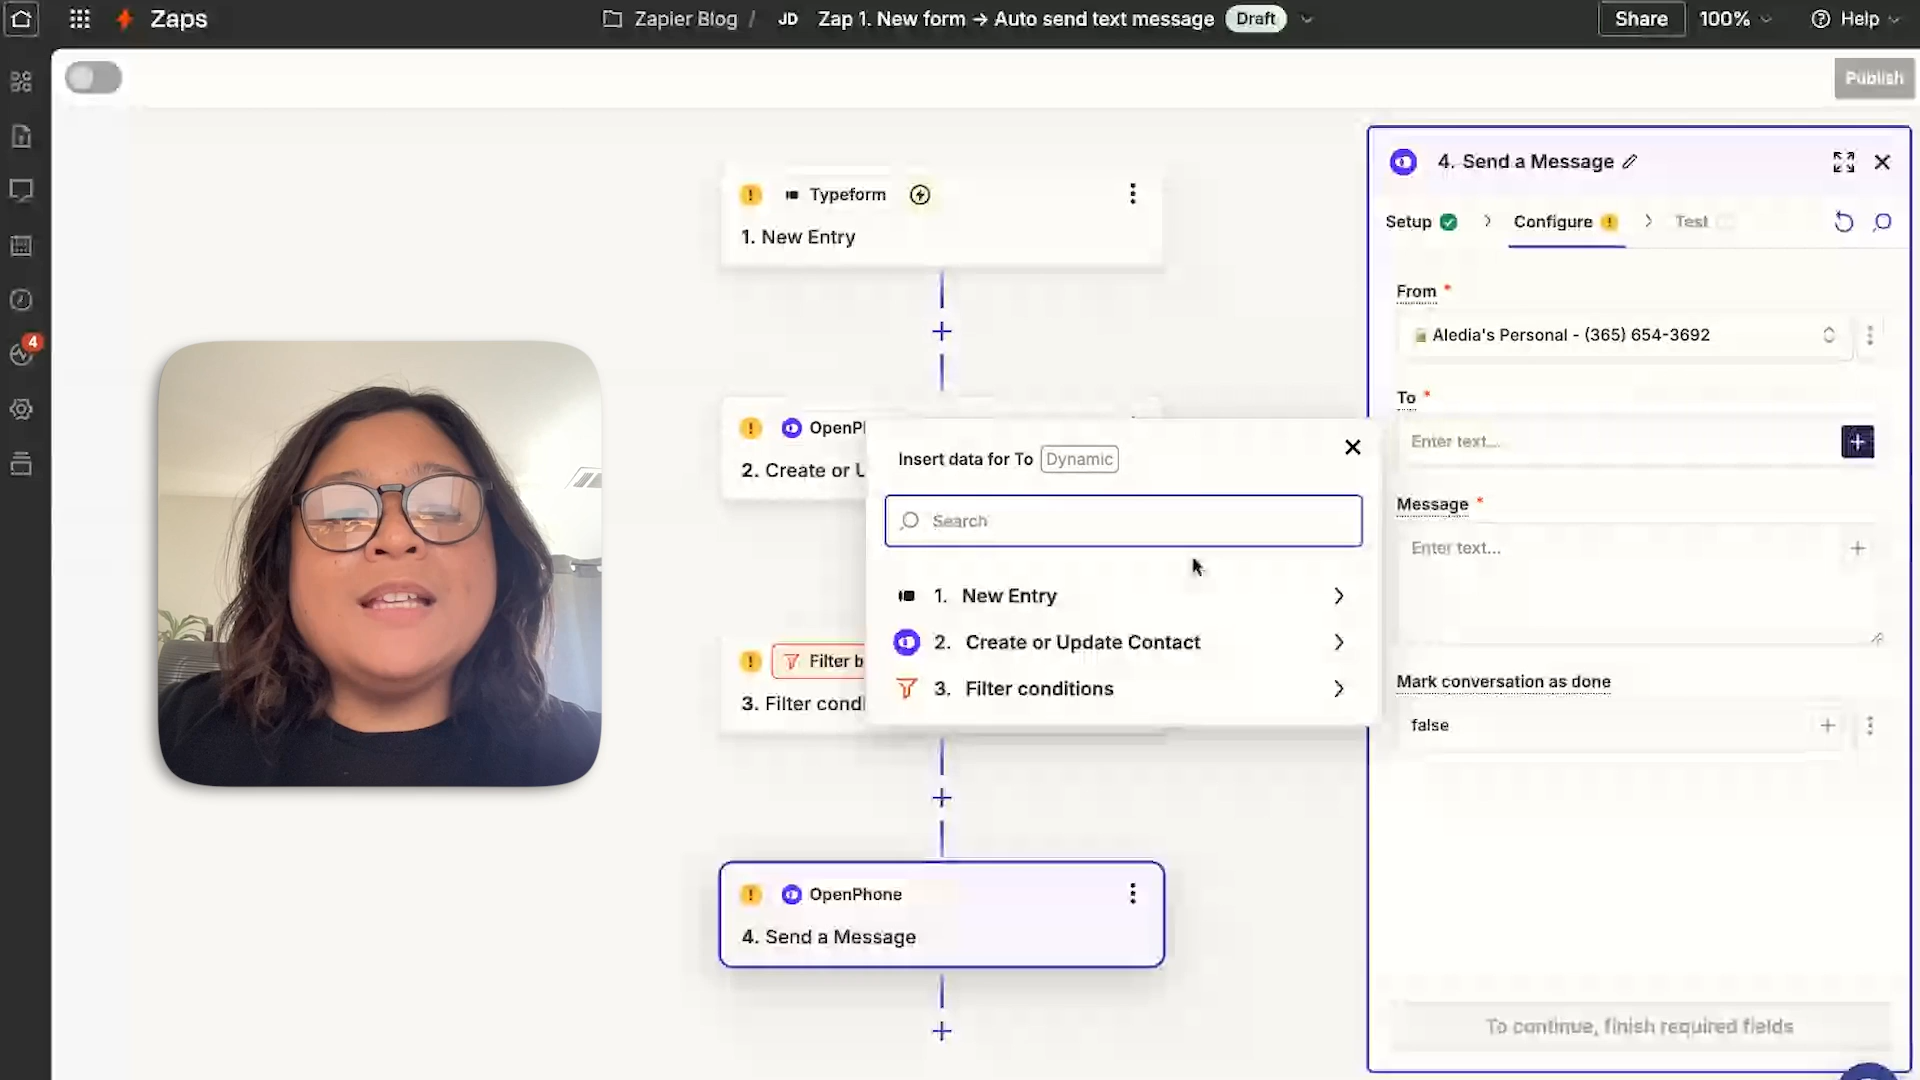 Zaps
Zapier Blog / JD Zap 1. New form → Auto send text message Draft
Share 100% Help
Publish
4
Typeform
1. New Entry
OpenP
2. Create or U
Filter b
3. Filter cond
OpenPhone
4. Send a Message
Insert data for To Dynamic
Search
1. New Entry
2. Create or Update Contact
3. Filter conditions
4. Send a Message
Setup Configure Test
From *
Aledia's Personal - (365) 654-3692
To *
Enter text...
Message *
Enter text...
Mark conversation as done
false
To continue, finish required fields